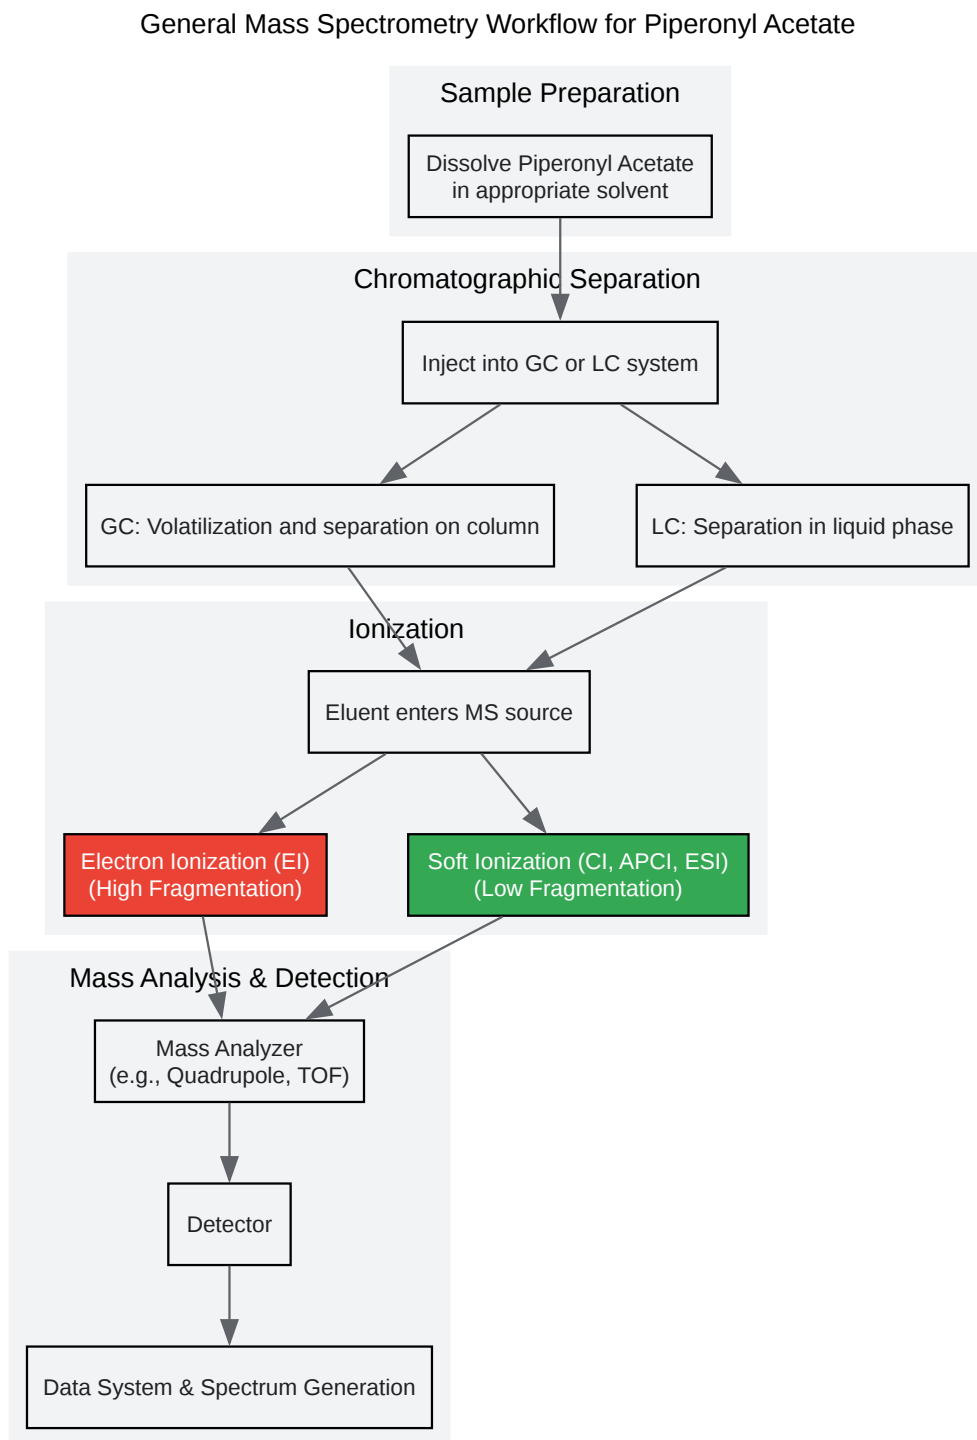 General Mass Spectrometry Workflow for Piperonyl Acetate
Sample Preparation
Dissolve Piperonyl Acetate
in appropriate solvent
Chromatographic Separation
Inject into GC or LC system
GC: Volatilization and separation on column
LC: Separation in liquid phase
Ionization
Eluent enters MS source
Electron Ionization (EI)
(High Fragmentation)
Soft Ionization (CI, APCI, ESI)
(Low Fragmentation)
Mass Analysis & Detection
Mass Analyzer
(e.g., Quadrupole, TOF)
Detector
Data System & Spectrum Generation